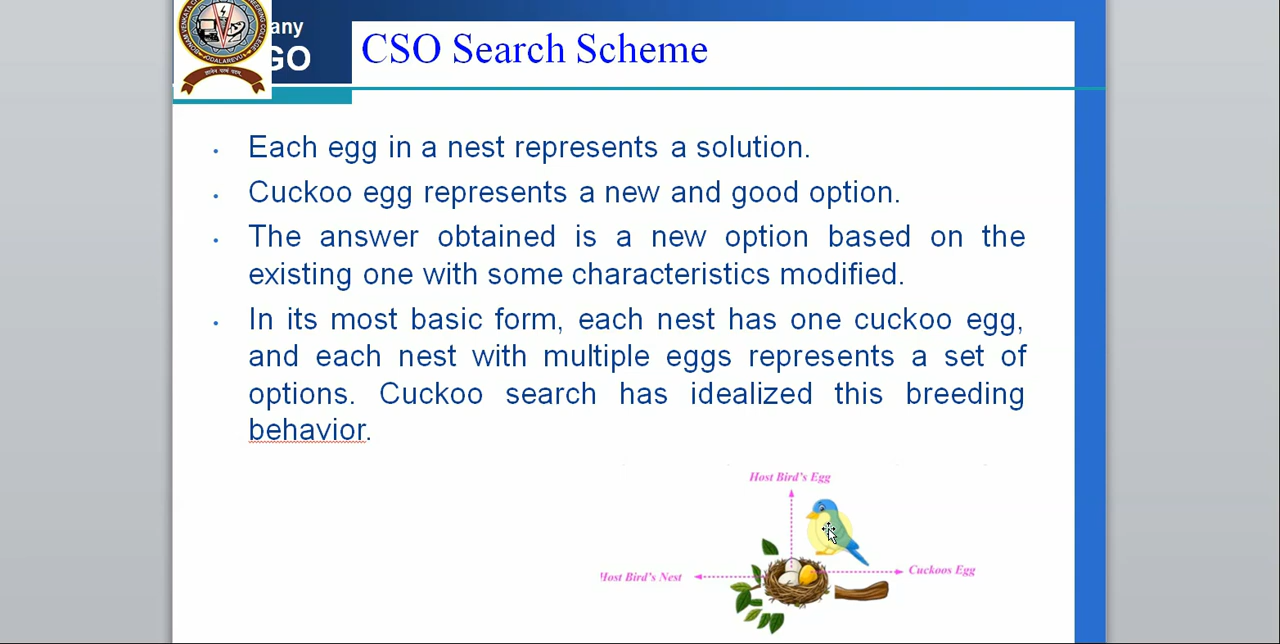 any
GO
CSO Search Scheme
ODALAREVU
Each egg in a nest represents a solution.
Cuckoo egg represents a new and good option.
The answer obtained is a new option based on the
existing one with some characteristics modified.
In its most basic form, each nest has one cuckoo egg,
and each nest with multiple eggs represents a set of
options. Cuckoo search has idealized this breeding
behavior.
Host Bird's Egg
Host Bird's Nest
Cuckoos Egg